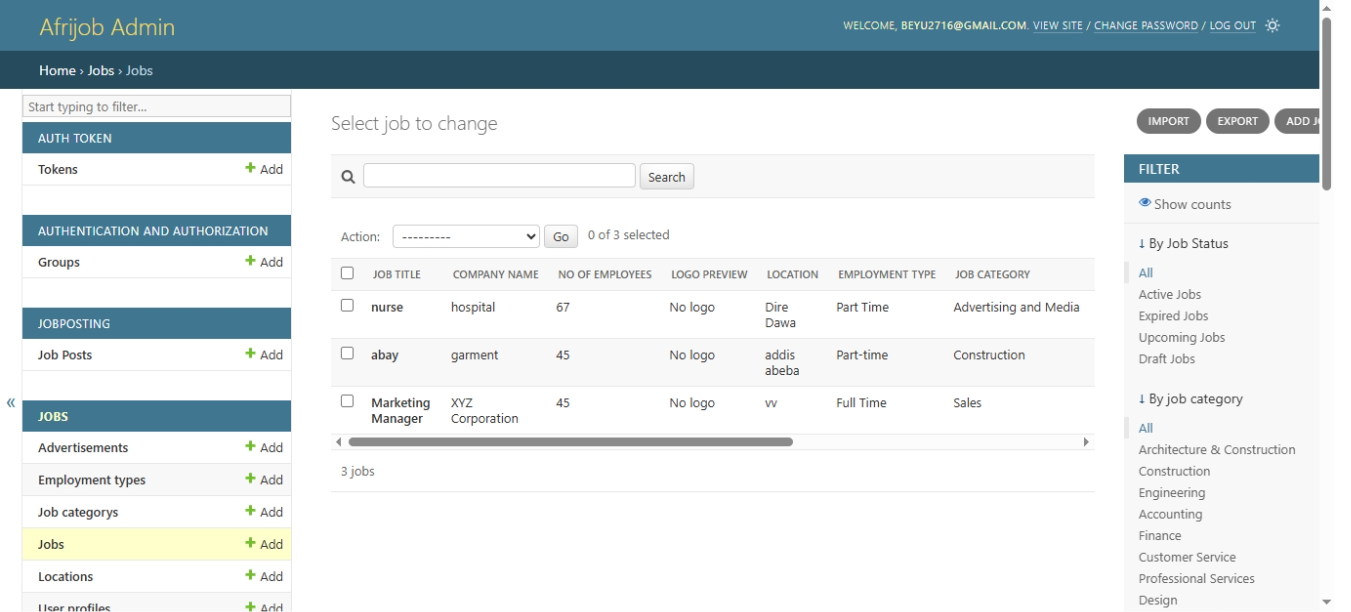 Afrijob Admin
WELCOME, BEYU2716@GMAIL.COM. VIEW SITE / CHANGE PASSWORD / LOG OUT
Home › Jobs › Jobs
Start typing to filter...
AUTH TOKEN
Tokens + Add
AUTHENTICATION AND AUTHORIZATION
Groups + Add
JOBPOSTING
Job Posts + Add
«
JOBS
Advertisements + Add
Employment types + Add
Job categorys + Add
Jobs + Add
Locations + Add
User profiles + Add
Select job to change
IMPORT
EXPORT
ADD JO
Search
Action: --------- Go 0 of 3 selected
JOB TITLE COMPANY NAME NO OF EMPLOYEES LOGO PREVIEW LOCATION EMPLOYMENT TYPE JOB CATEGORY
nurse hospital 67 No logo Dire Part Time Advertising and Media
Dawa
abay garment 45 No logo addis Part-time Construction
abeba
Marketing XYZ 45 No logo vv Full Time Sales
Manager Corporation
3 jobs
FILTER
Show counts
↓ By Job Status
All
Active Jobs
Expired Jobs
Upcoming Jobs
Draft Jobs
↓ By job category
All
Architecture & Construction
Construction
Engineering
Accounting
Finance
Customer Service
Professional Services
Design